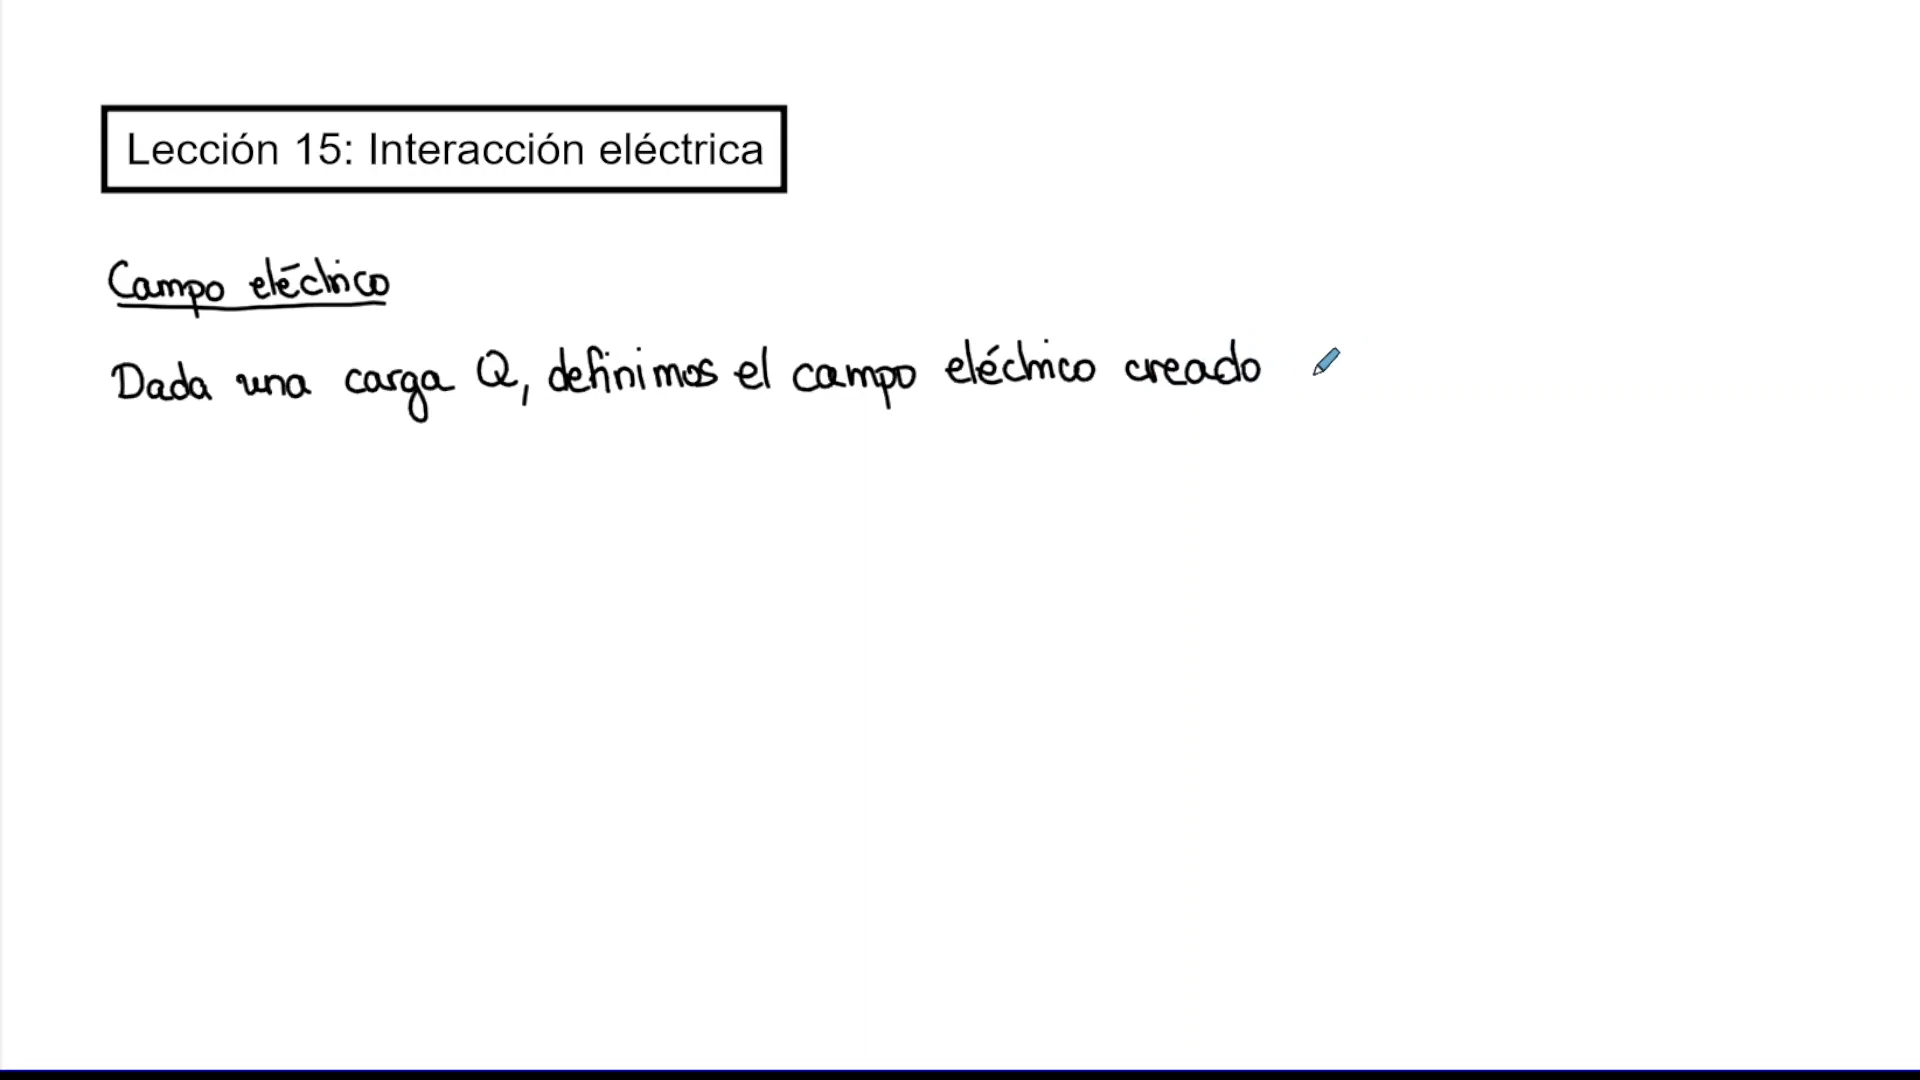 Lección 15: Interacción eléctrica
Campo eléctrico
Dada una carga Q, definimos el campo eléctrico creado